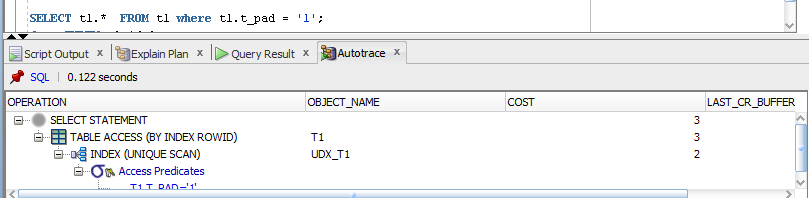 SELECT t1.*  FROM t1 where t1.t_pad = '1';
Script Output x Explain Plan x Query Result x Autotrace x
SQL | 0.122 seconds
OPERATION OBJECT_NAME COST LAST_CR_BUFFER
SELECT STATEMENT 3
TABLE ACCESS (BY INDEX ROWID) T1 3
INDEX (UNIQUE SCAN) UDX_T1 2
Access Predicates
T1.T_PAD='1'